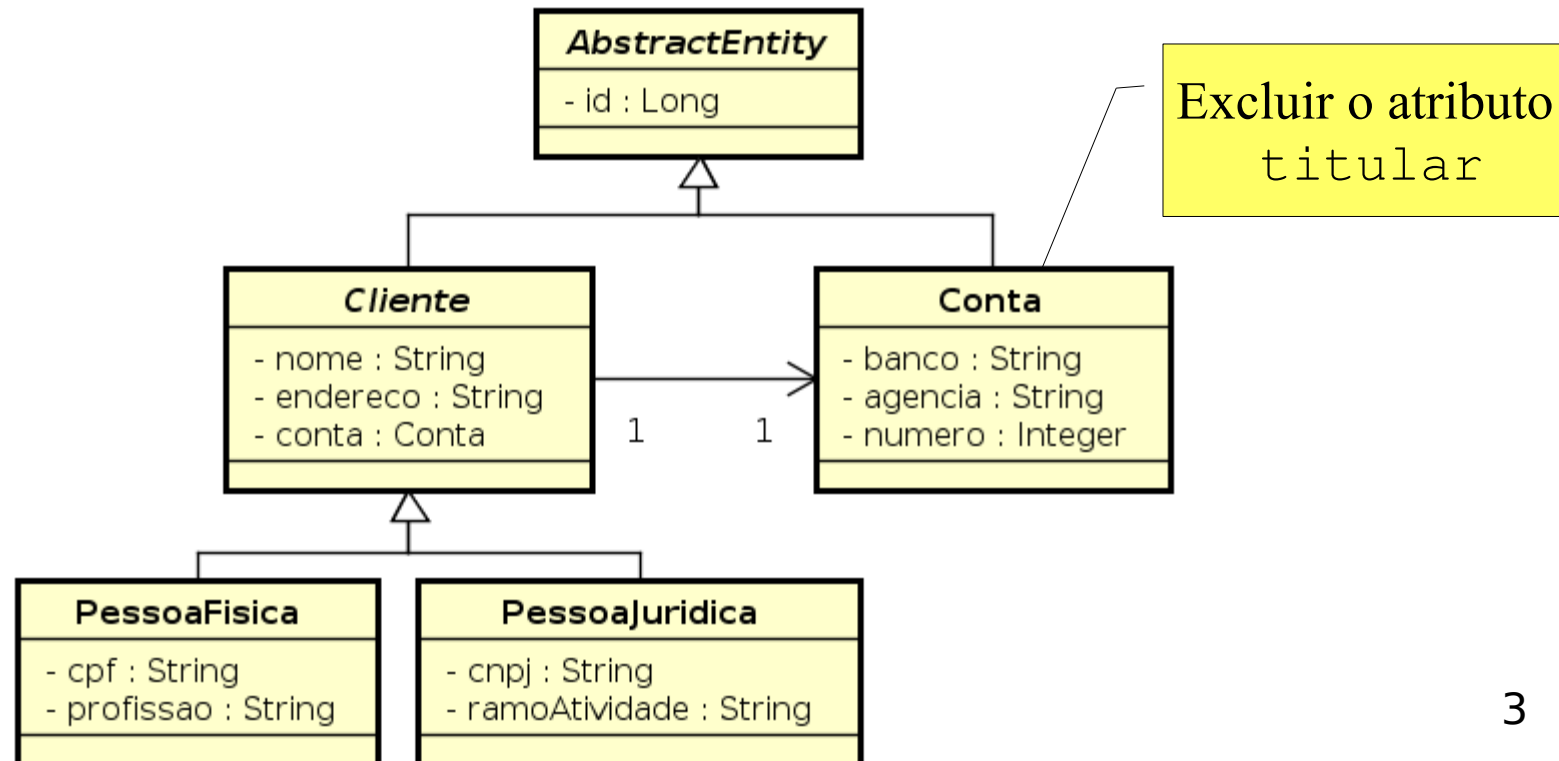 AbstractEntity
- id : Long
Excluir o atributo
titular
Cliente
- nome : String
- endereco : String
- conta : Conta
1
1
Conta
- banco : String
- agencia : String
- numero : Integer
PessoaFisica
- cpf : String
- profissao : String
PessoaJuridica
- cnpj : String
- ramoAtividade : String
3